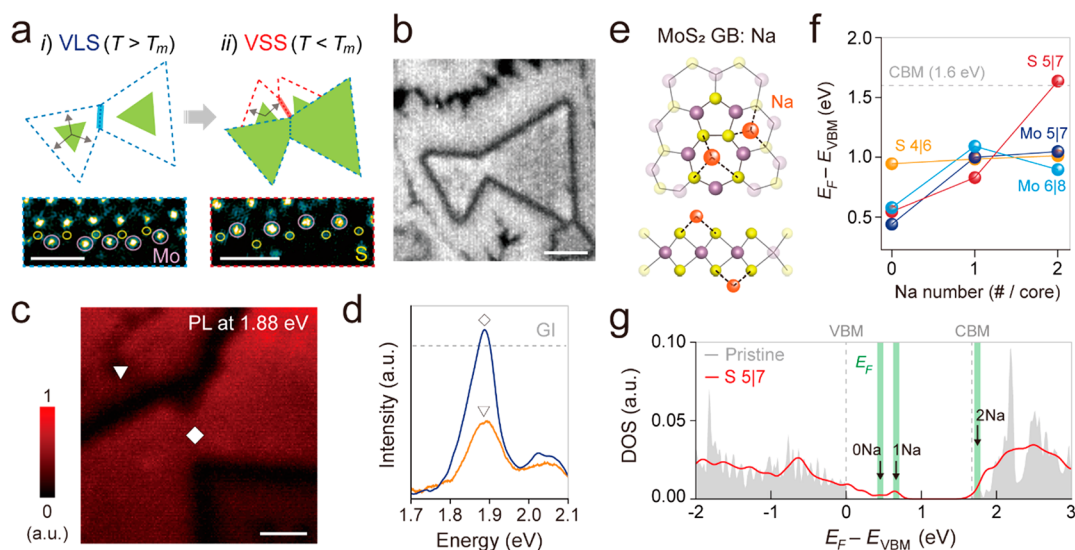 a
i) VLS (T > Tm)
ii) VSS (T < Tm)
Mo
S
b
c
PL at 1.88 eV
1
0
(a.u.)
d
GI
Intensity (a.u.)
1.7 1.8 1.9 2.0 2.1
Energy (eV)
e
MoS₂ GB: Na
Na
f
2.0
1.5
1.0
0.5
EF − EVBM (eV)
CBM (1.6 eV)
S 5|7
S 4|6
Mo 5|7
Mo 6|8
0 1 2
Na number (# / core)
g
VBM
CBM
0.10
0.05
0.00
DOS (a.u.)
Pristine
S 5|7
EF
0Na
1Na
2Na
-2 -1 0 1 2 3
EF − EVBM (eV)